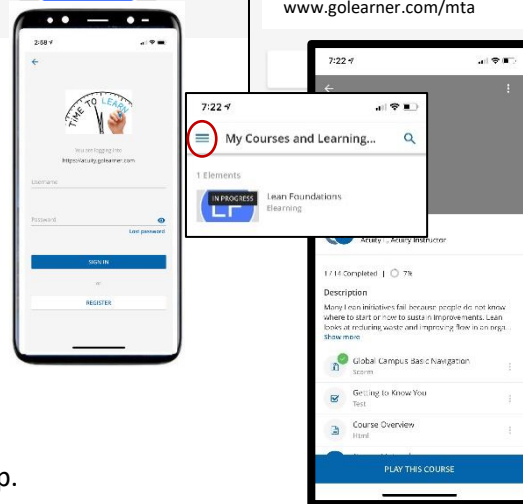 www.golearner.com/mta
2:58
TIME TO LEARN
You are logging into
https://acuity.golearner.com
Username
Password
Lost password
SIGN IN
or
REGISTER
7:22
My Courses and Learning...
1 Elements
IN PROGRESS
Lean Foundations
Elearning
7:22
Acuity I., Acuity Instructor
1 / 14 Completed | 7%
Description
Many Lean initiatives fail because people do not know
where to start or how to sustain improvements. Lean
looks at reducing waste and improving flow in an orga...
Show more
Global Campus Basic Navigation
Scorm
Getting to Know You
Test
Course Overview
Html
PLAY THIS COURSE
p.